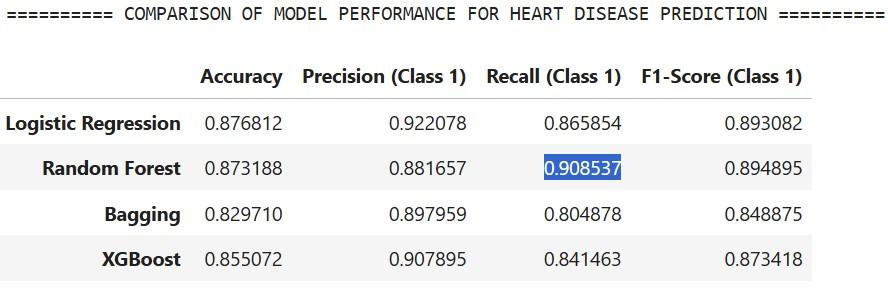 ========== COMPARISON OF MODEL PERFORMANCE FOR HEART DISEASE PREDICTION ==========
Accuracy Precision (Class 1) Recall (Class 1) F1-Score (Class 1)
Logistic Regression 0.876812 0.922078 0.865854 0.893082
Random Forest 0.873188 0.881657 0.908537 0.894895
Bagging 0.829710 0.897959 0.804878 0.848875
XGBoost 0.855072 0.907895 0.841463 0.873418